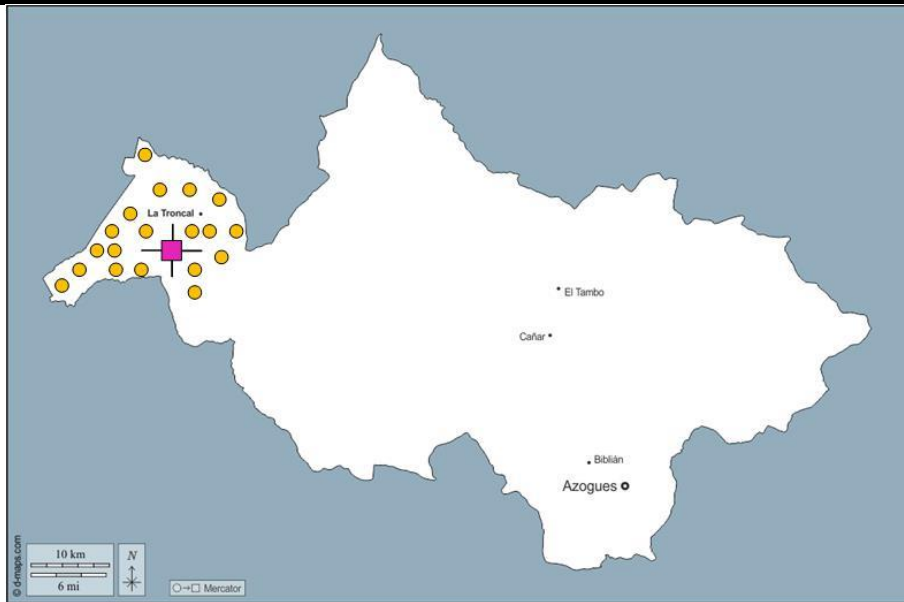 La Troncal
El Tambo
Cañar
Biblián
Azogues
© d-maps.com
10 km
6 mi
N
Mercator